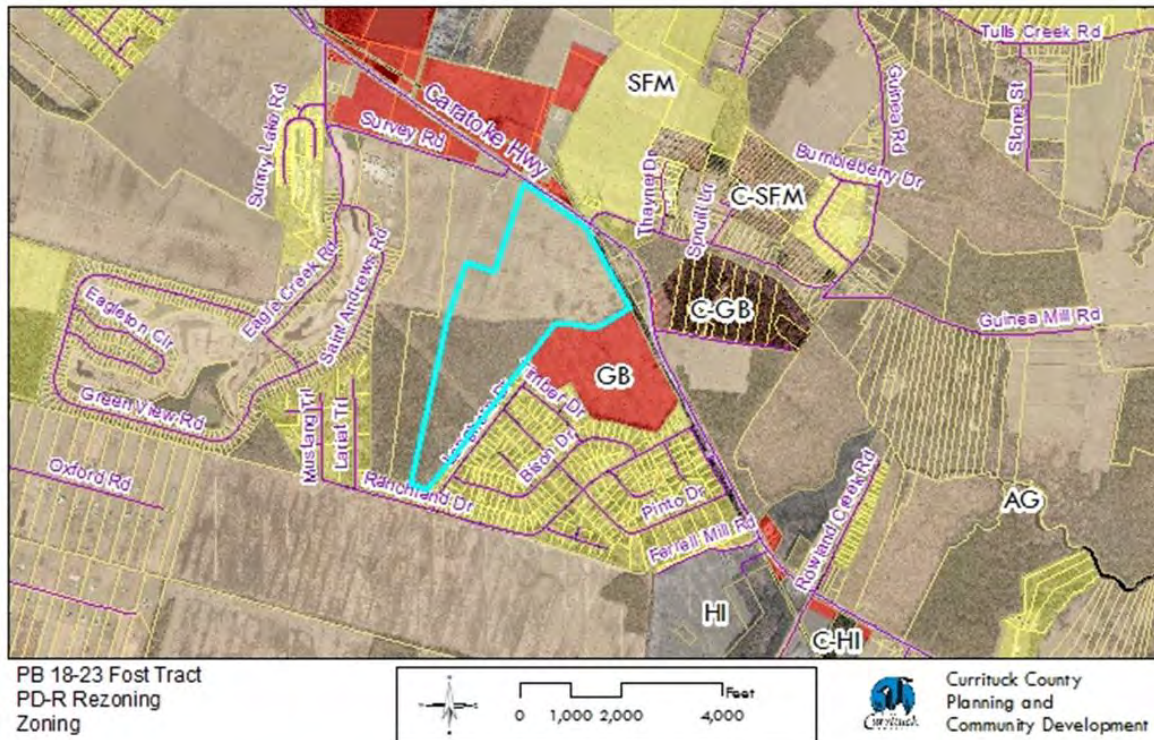 Tulls Creek Rd
Caratoke Hwy
SFM
Guinea Rd
Stone St
Sunny Lake Rd
Survey Rd
Bumbleberry Dr
Thayne Dr
Spruill Ln
C-SFM
Eagle Creek Rd
Saint Andrews Rd
Eagleton Cir
C-GB
Guinea Mill Rd
GB
Timber Dr
Green View Rd
Mustang Trl
Lariat Trl
Bison Dr
Oxford Rd
Ranchland Dr
Pinto Dr
AG
Ferrell Mill Rd
Rowland Creek Rd
HI
C-HI
PB 18-23 Fost Tract
PD-R Rezoning
Zoning
Feet
0 1,000 2,000 4,000
Currituck
Currituck County
Planning and
Community Development